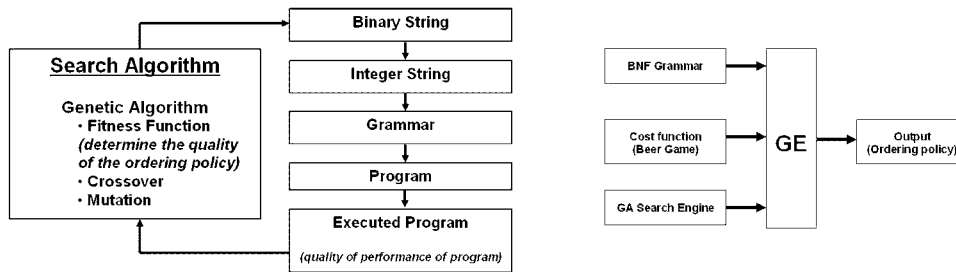 Search Algorithm
Genetic Algorithm
• Fitness Function
(determine the quality
of the ordering policy)
• Crossover
• Mutation
Binary String
Integer String
Grammar
Program
Executed Program
(quality of performance of program)
BNF Grammar
Cost function
(Beer Game)
GA Search Engine
GE
Output
(Ordering policy)